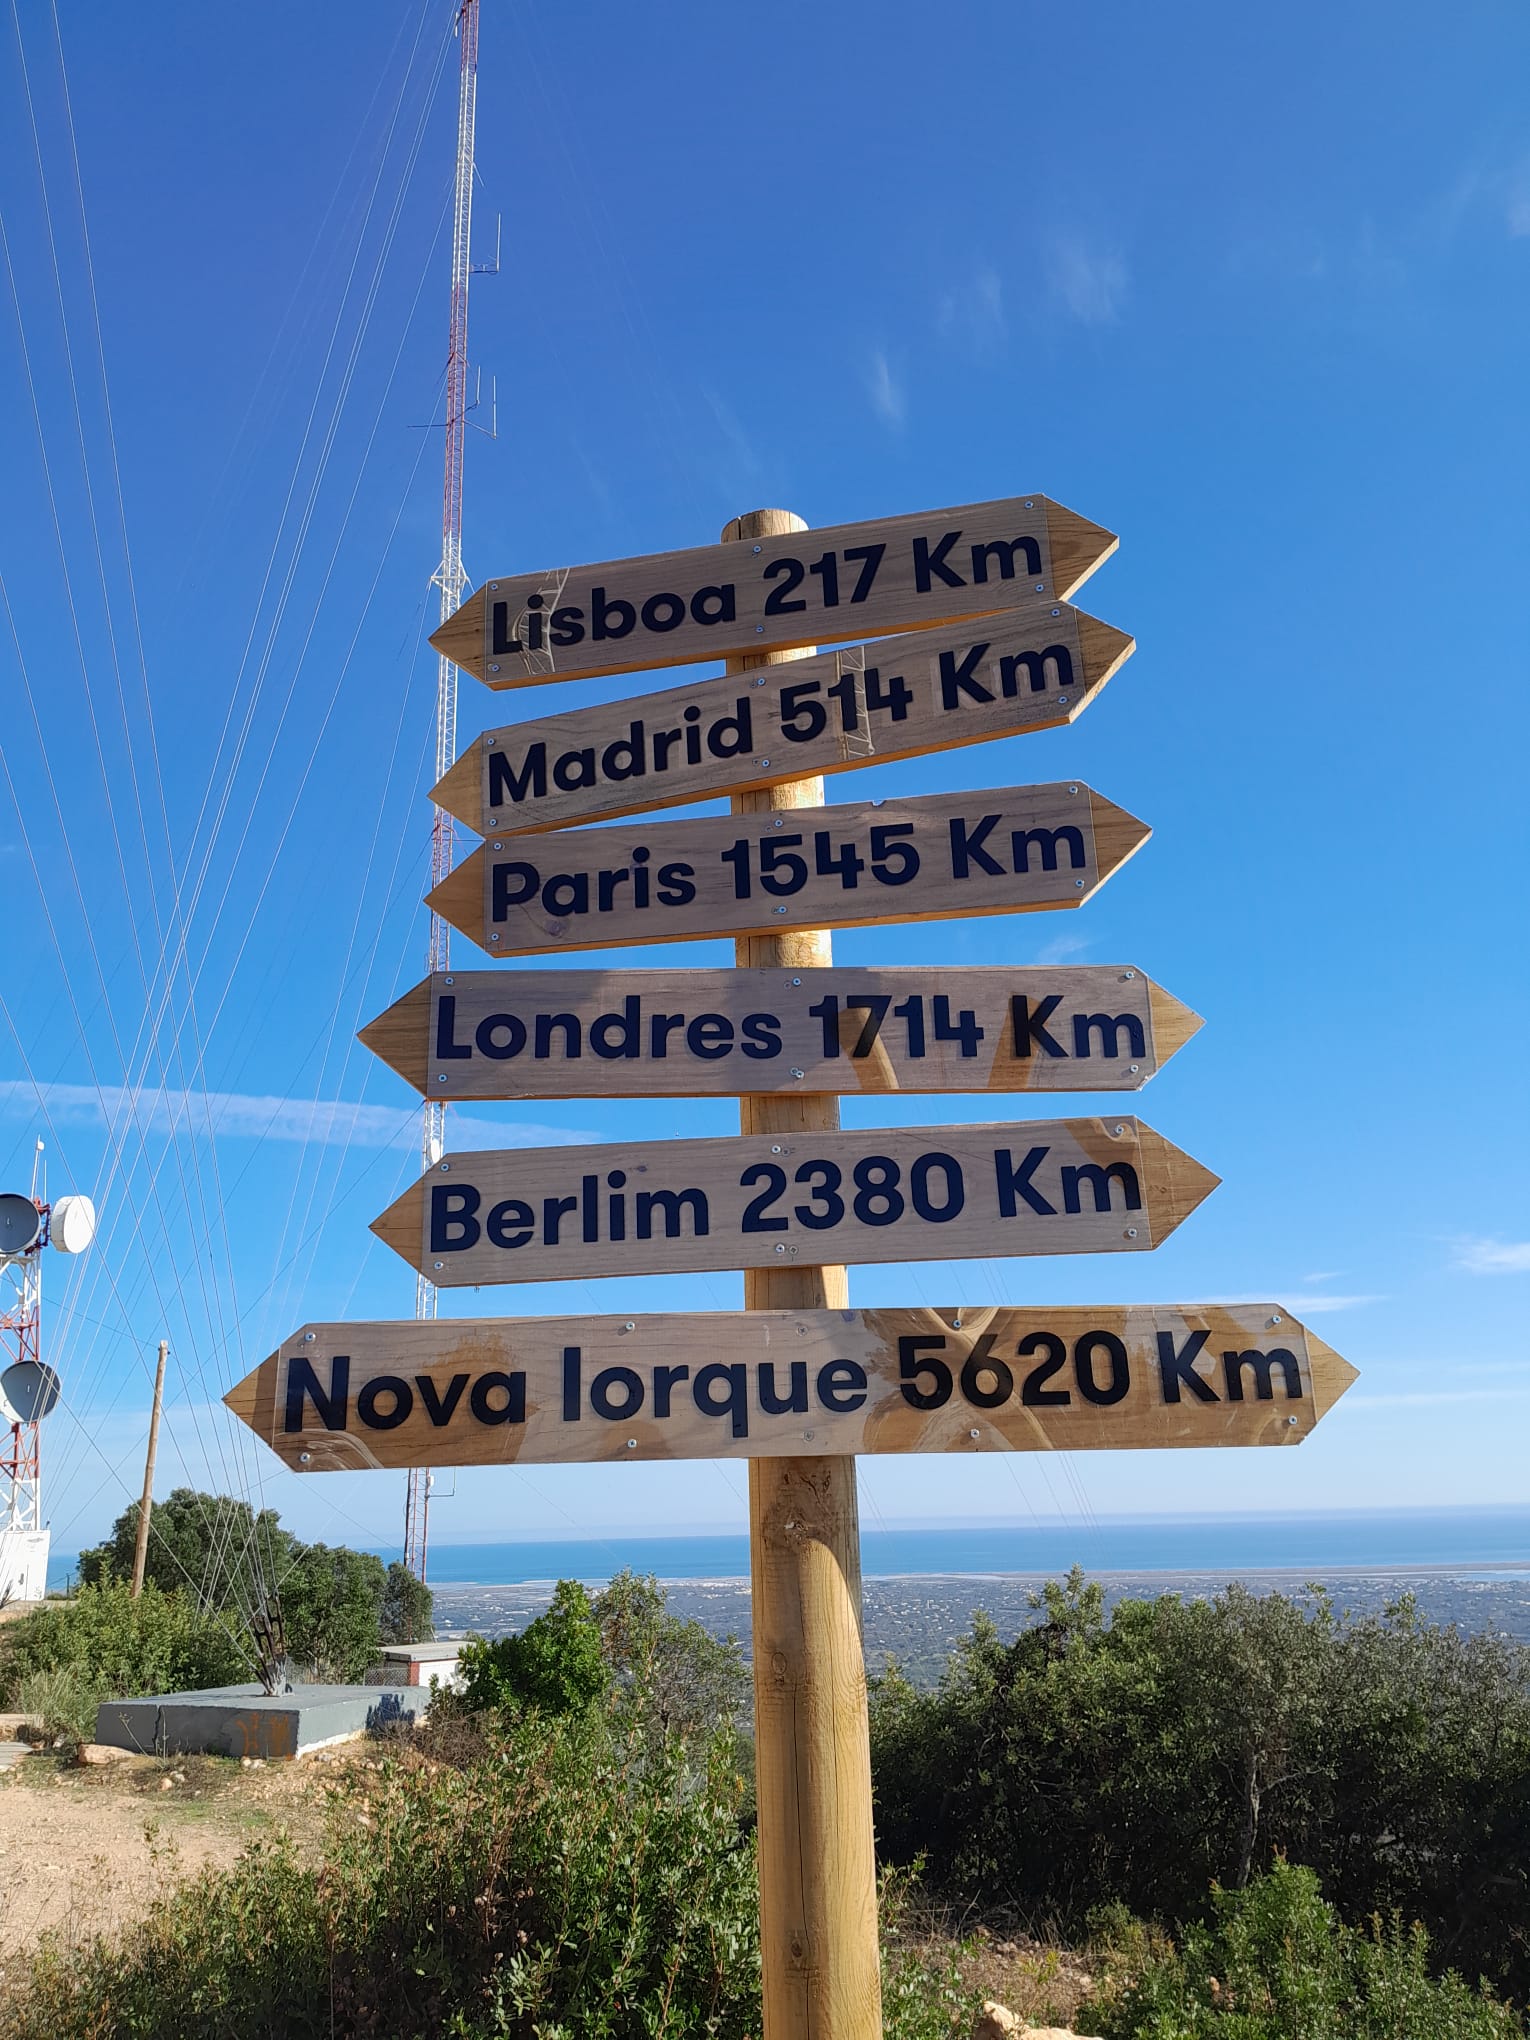 Lisboa 217 Km
Madrid 514 Km
Paris 1545 Km
Londres 1714 Km
Berlim 2380 Km
Nova Iorque 5620 Km